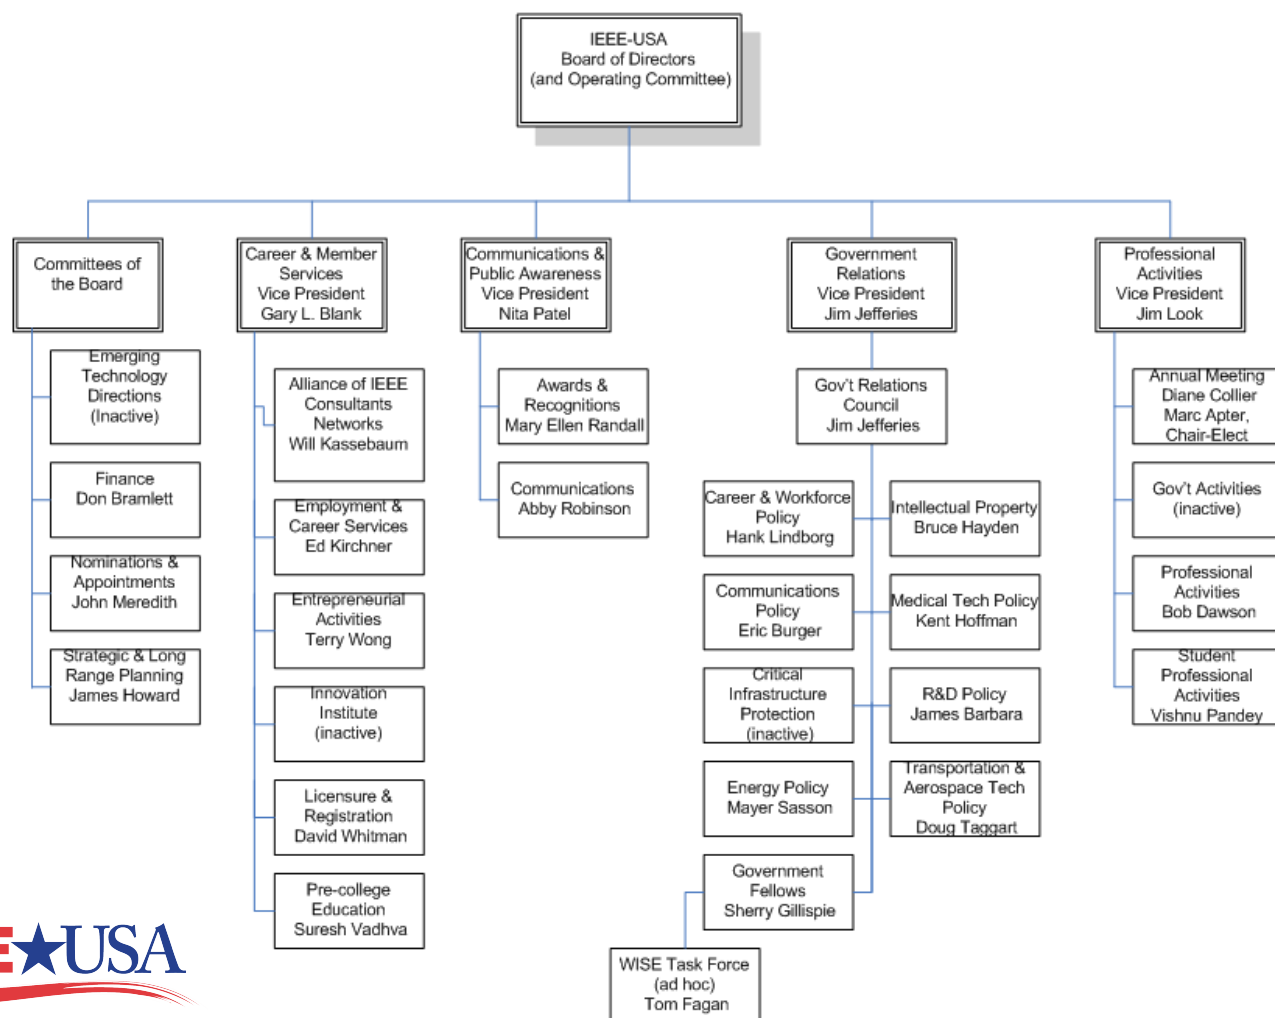 IEEE-USA
Board of Directors
(and Operating Committee)
Committees of
the Board
Career & Member
Services
Vice President
Gary L. Blank
Communications &
Public Awareness
Vice President
Nita Patel
Government
Relations
Vice President
Jim Jefferies
Professional
Activities
Vice President
Jim Look
Emerging
Technology
Directions
(Inactive)
Finance
Don Bramlett
Nominations &
Appointments
John Meredith
Strategic & Long
Range Planning
James Howard
Alliance of IEEE
Consultants
Networks
Will Kassebaum
Employment &
Career Services
Ed Kirchner
Entrepreneurial
Activities
Terry Wong
Innovation
Institute
(inactive)
Licensure &
Registration
David Whitman
Pre-college
Education
Suresh Vadhva
Awards &
Recognitions
Mary Ellen Randall
Communications
Abby Robinson
Gov't Relations
Council
Jim Jefferies
Career & Workforce
Policy
Hank Lindborg
Intellectual Property
Bruce Hayden
Communications
Policy
Eric Burger
Medical Tech Policy
Kent Hoffman
Critical
Infrastructure
Protection
(inactive)
R&D Policy
James Barbara
Energy Policy
Mayer Sasson
Transportation &
Aerospace Tech
Policy
Doug Taggart
Government
Fellows
Sherry Gillispie
WISE Task Force
(ad hoc)
Tom Fagan
Annual Meeting
Diane Collier
Marc Apter,
Chair-Elect
Gov't Activities
(inactive)
Professional
Activities
Bob Dawson
Student
Professional
Activities
Vishnu Pandey
E★USA